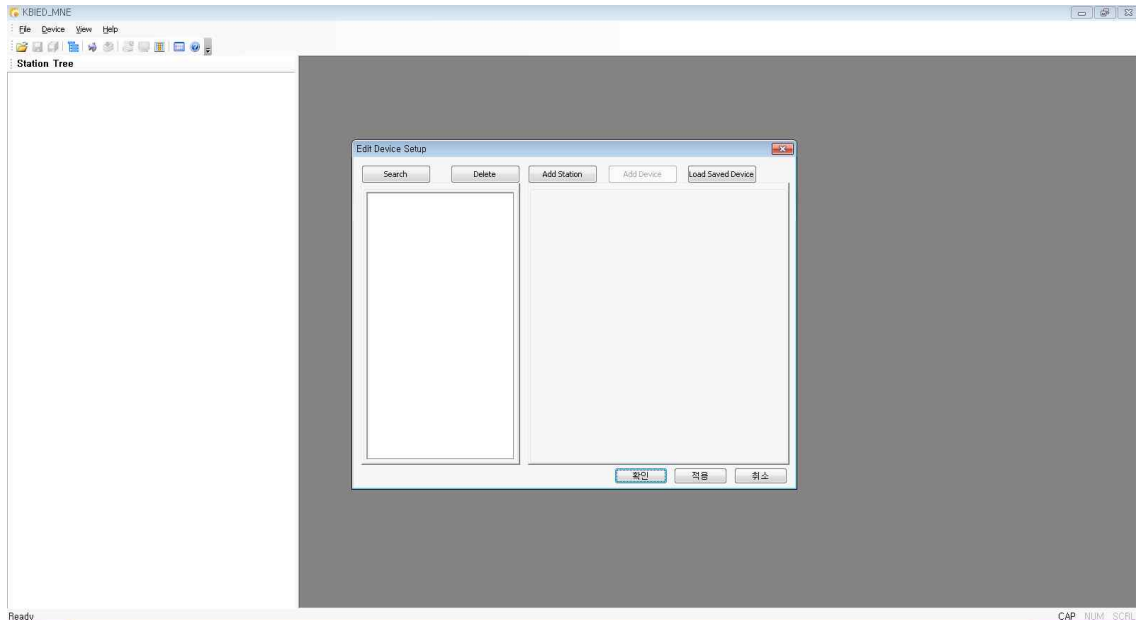 KBIED_MNE
File Device View Help
Station Tree
Edit Device Setup
Search Delete Add Station Add Device Load Saved Device
확인 적용 취소
Ready CAP NUM SCRL